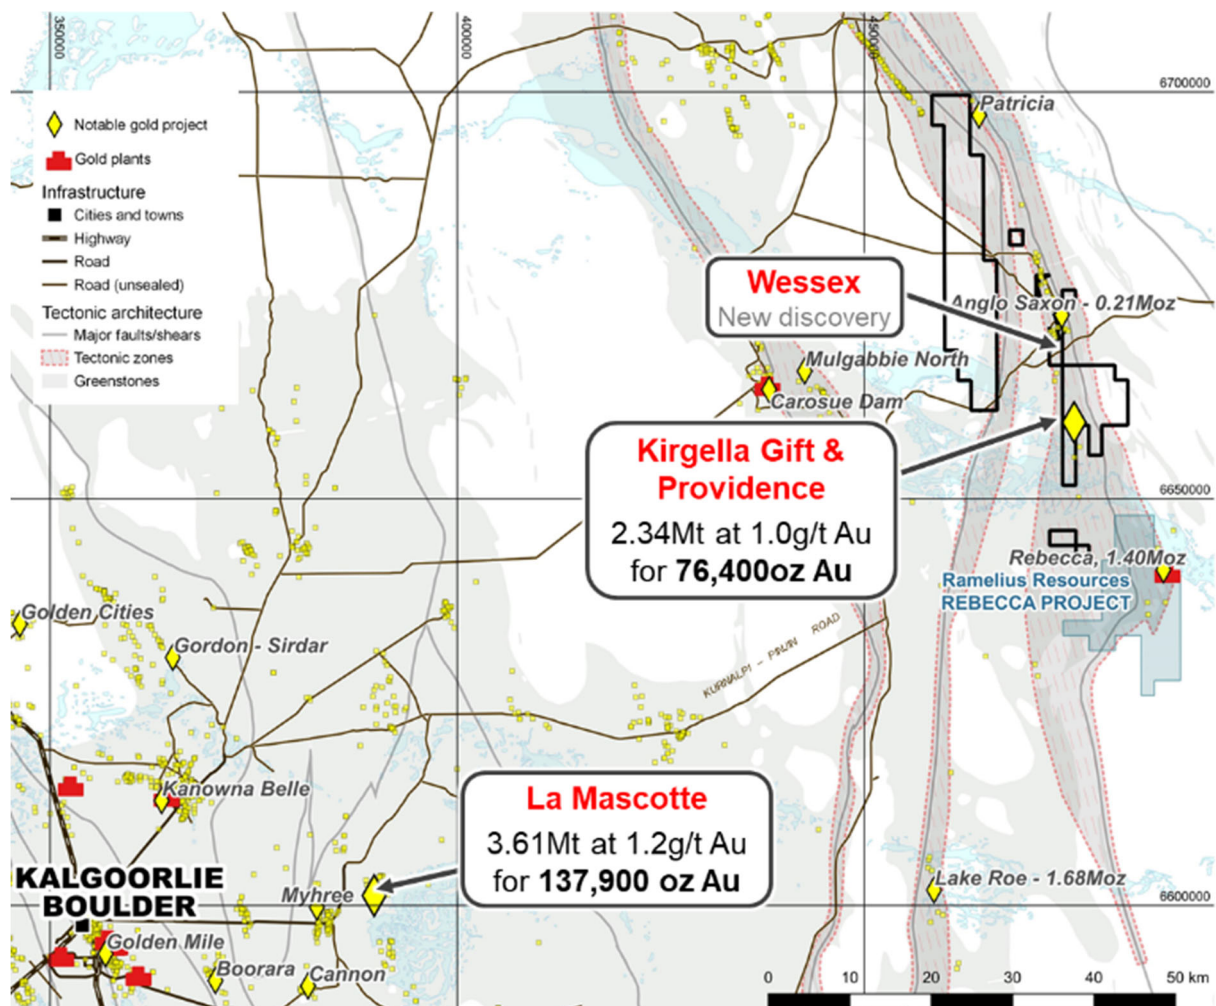 350000
400000
450000
6700000
Patricia
Notable gold project
Gold plants
Infrastructure
Cities and towns
Highway
Road
Road (unsealed)
Tectonic architecture
Major faults/shears
Tectonic zones
Greenstones
Wessex
New discovery
Anglo Saxon - 0.21Moz
Mulgabbie North
Carosue Dam
Kirgella Gift &
Providence
2.34Mt at 1.0g/t Au
for 76,400oz Au
6650000
Rebecca, 1.40Moz
Ramelius Resources
REBECCA PROJECT
Golden Cities
Gordon - Sirdar
KURNALPI - PINJIN ROAD
Kanowna Belle
La Mascotte
3.61Mt at 1.2g/t Au
for 137,900 oz Au
KALGOORLIE
BOULDER
Myhree
Lake Roe - 1.68Moz
6600000
Golden Mile
Boorara
Cannon
0 10 20 30 40 50 km